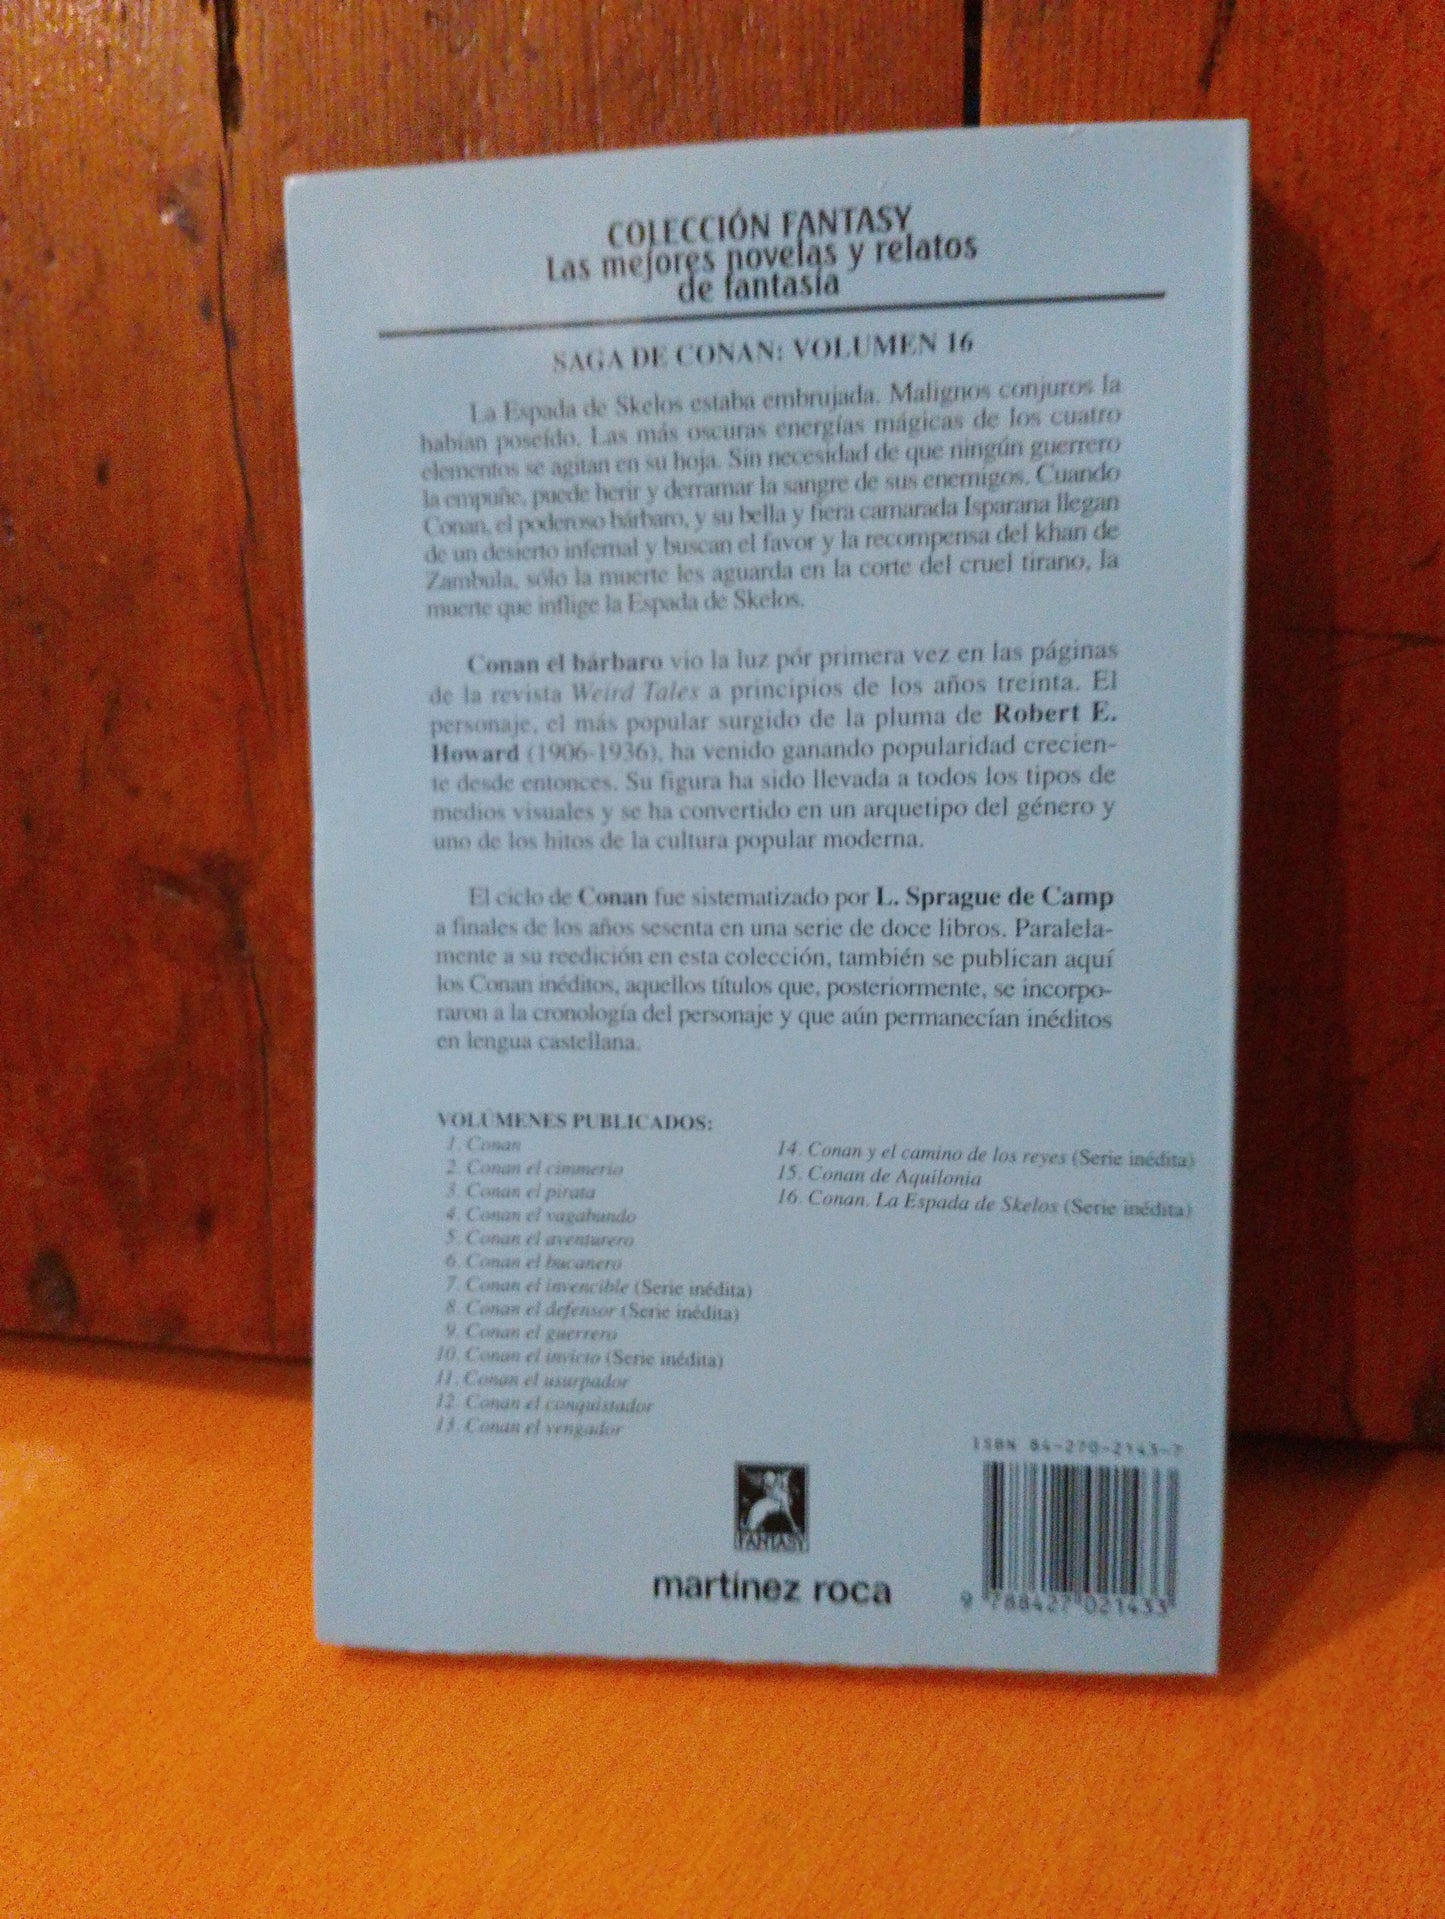 COLECCIÓN FANTASY
Las mejores novelas y relatos
de fantasía
SAGA DE CONAN: VOLUMEN 16
La Espada de Skelos estaba embrujada. Malignos conjuros la
habían poseído. Las más oscuras energías mágicas de los cuatro
elementos se agitan en su hoja. Sin necesidad de que ningún guerrero
la empuñe, puede herir y derramar la sangre de sus enemigos. Cuando
Conan, el poderoso bárbaro, y su bella y fiera camarada Isparana llegan
de un desierto infernal y buscan el favor y la recompensa del khan de
Zambula, sólo la muerte les aguarda en la corte del cruel tirano, la
muerte que inflige la Espada de Skelos.
Conan el bárbaro vio la luz pór primera vez en las páginas
de la revista Weird Tales a principios de los años treinta. El
personaje, el más popular surgido de la pluma de Robert E.
Howard (1906-1936), ha venido ganando popularidad crecien-
te desde entonces. Su figura ha sido llevada a todos los tipos de
medios visuales y se ha convertido en un arquetipo del género y
uno de los hitos de la cultura popular moderna.
El ciclo de Conan fue sistematizado por L. Sprague de Camp
a finales de los años sesenta en una serie de doce libros. Paralela-
mente a su reedición en esta colección, también se publican aquí
los Conan inéditos, aquellos títulos que, posteriormente, se incorpo-
raron a la cronología del personaje y que aún permanecían inéditos
en lengua castellana.
VOLÚMENES PUBLICADOS:
1. Conan
2. Conan el cimmerio
3. Conan el pirata
4. Conan el vagabundo
5. Conan el aventurero
6. Conan el bucanero
7. Conan el invencible (Serie inédita)
8. Conan el defensor (Serie inédita)
9. Conan el guerrero
10. Conan el invicto (Serie inédita)
11. Conan el usurpador
12. Conan el conquistador
13. Conan el vengador
14. Conan y el camino de los reyes (Serie inédita)
15. Conan de Aquilonia
16. Conan. La Espada de Skelos (Serie inédita)
ISBN 84-270-2143-7
FANTASY
martínez roca
9 788427 021433